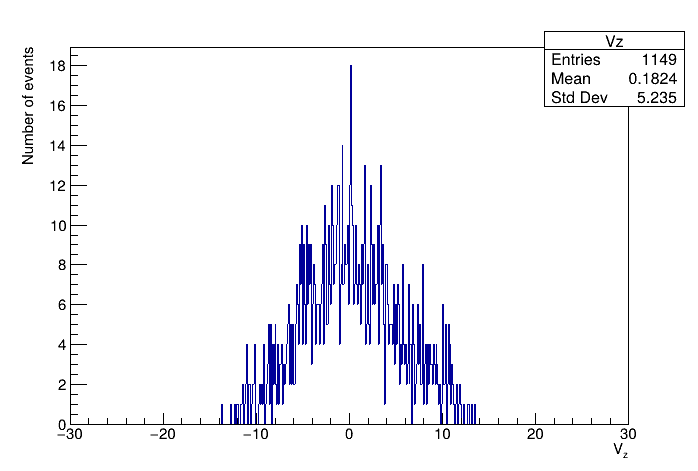 Vz
Entries 1149
Mean 0.1824
Std Dev 5.235
Number of events
18
16
14
12
10
8
6
4
2
0
−30 −20 −10 0 10 20 30
Vz